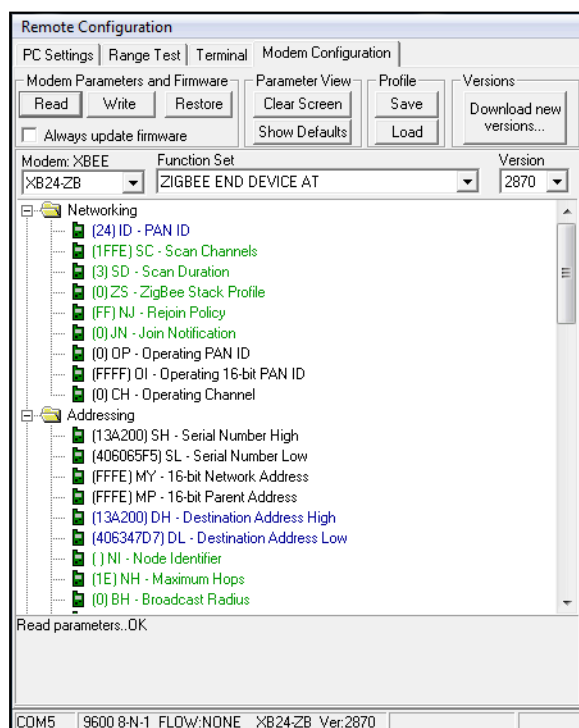 Remote Configuration
PC Settings Range Test Terminal Modem Configuration
Modem Parameters and Firmware Parameter View Profile Versions
Read Write Restore Clear Screen Save Download new versions...
Always update firmware Show Defaults Load
Modem: XBEE Function Set Version
XB24-ZB ZIGBEE END DEVICE AT 2870
Networking
(24) ID - PAN ID
(1FFE) SC - Scan Channels
(3) SD - Scan Duration
(0) ZS - ZigBee Stack Profile
(FF) NJ - Rejoin Policy
(0) JN - Join Notification
(0) OP - Operating PAN ID
(FFFF) OI - Operating 16-bit PAN ID
(0) CH - Operating Channel
Addressing
(13A200) SH - Serial Number High
(406065F5) SL - Serial Number Low
(FFFE) MY - 16-bit Network Address
(FFFE) MP - 16-bit Parent Address
(13A200) DH - Destination Address High
(406347D7) DL - Destination Address Low
( ) NI - Node Identifier
(1E) NH - Maximum Hops
(0) BH - Broadcast Radius
Read parameters..OK
COM5 9600 8-N-1 FLOW:NONE XB24-ZB Ver:2870